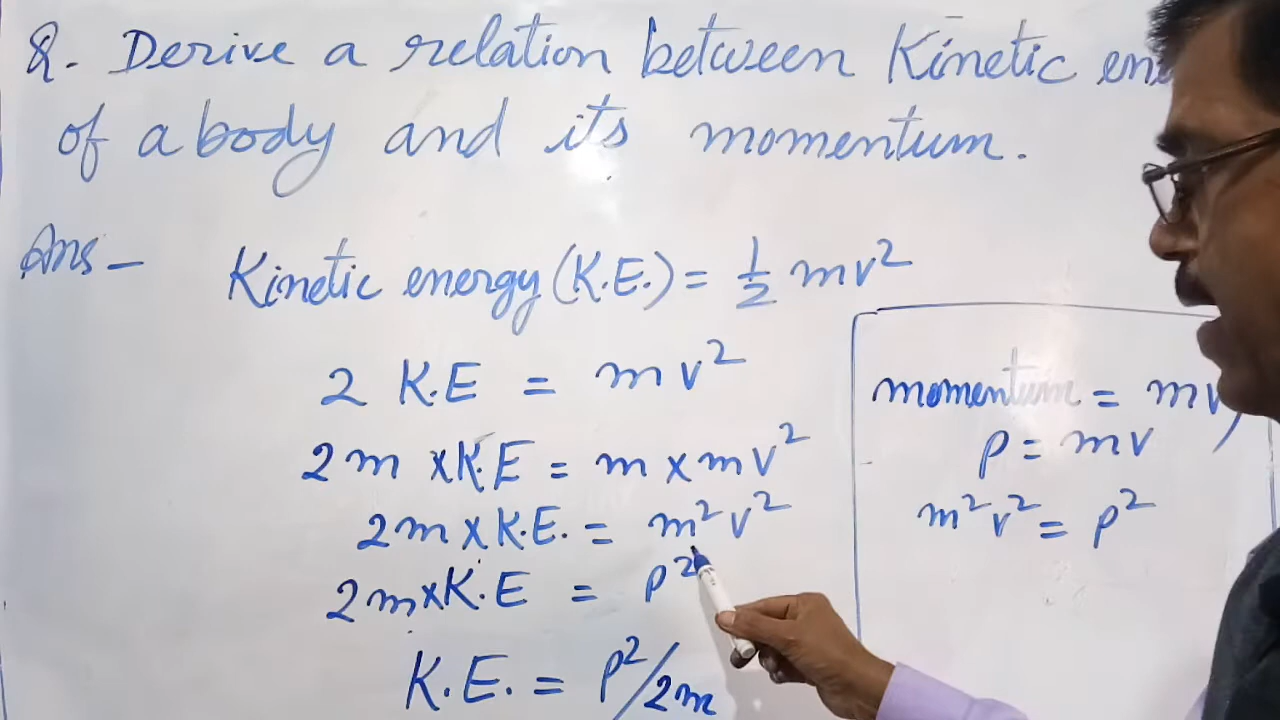 Q. Derive a relation between Kinetic en
of a body and its momentum.
Ans - Kinetic energy (K.E.) = 1/2 mv²
2 K.E = mv²
2m x K.E = m x mv²
2m x K.E. = m²v²
2m x K.E = p²
K.E. = p²/2m
momentum = mv
p = mv
m²v² = p²